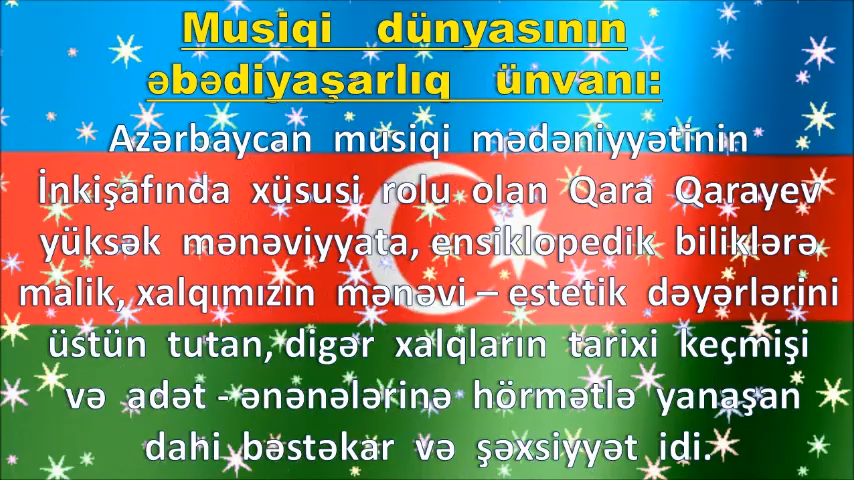 Musiqi dünyasının
əbədiyaşarlıq ünvanı:
Azərbaycan musiqi mədəniyyətinin
İnkişafında xüsusi rolu olan Qara Qarayev
yüksək mənəviyyata, ensiklopedik biliklərə
malik, xalqımızın mənəvi – estetik dəyərlərini
üstün tutan, digər xalqların tarixi keçmişi
və adət - ənənələrinə hörmətlə yanaşan
dahi bəstəkar və şəxsiyyət idi.